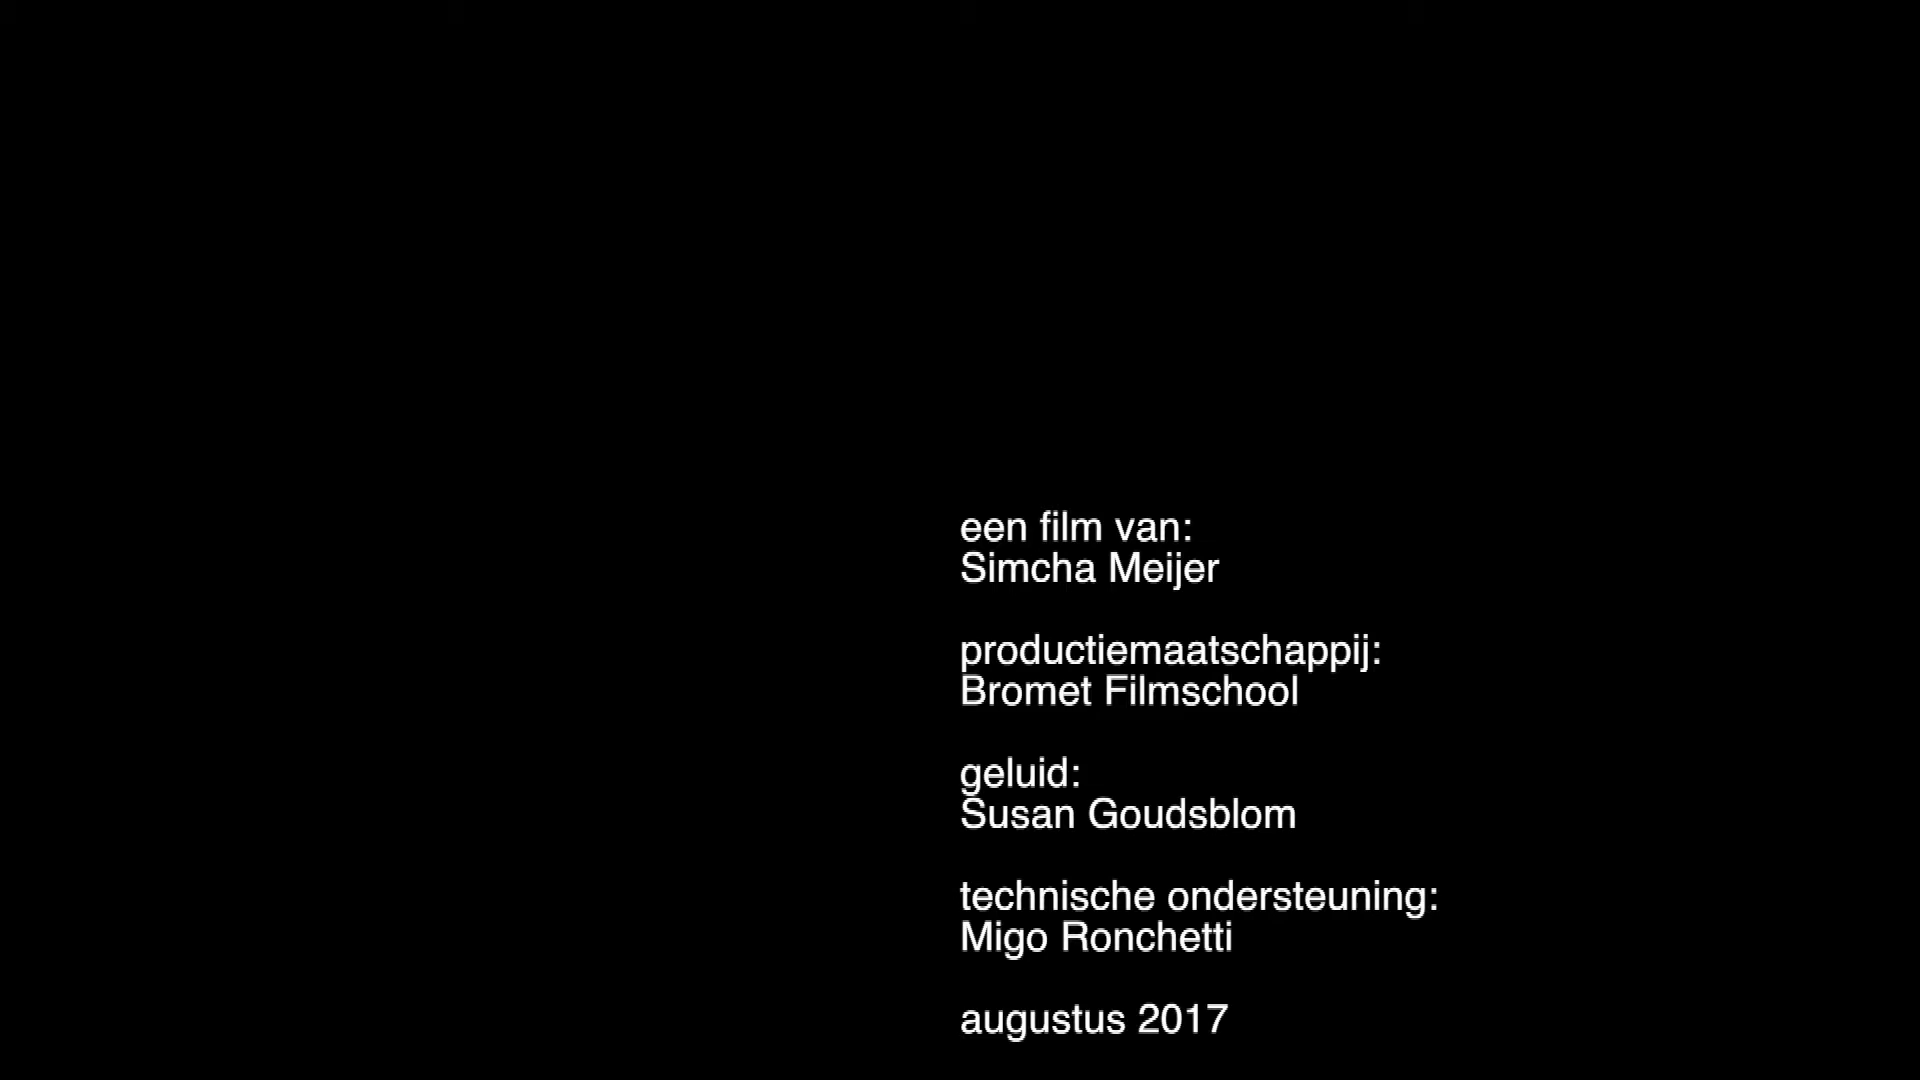 een film van:
Simcha Meijer
productiemaatschappij:
Bromet Filmschool
geluid:
Susan Goudsblom
technische ondersteuning:
Migo Ronchetti
augustus 2017